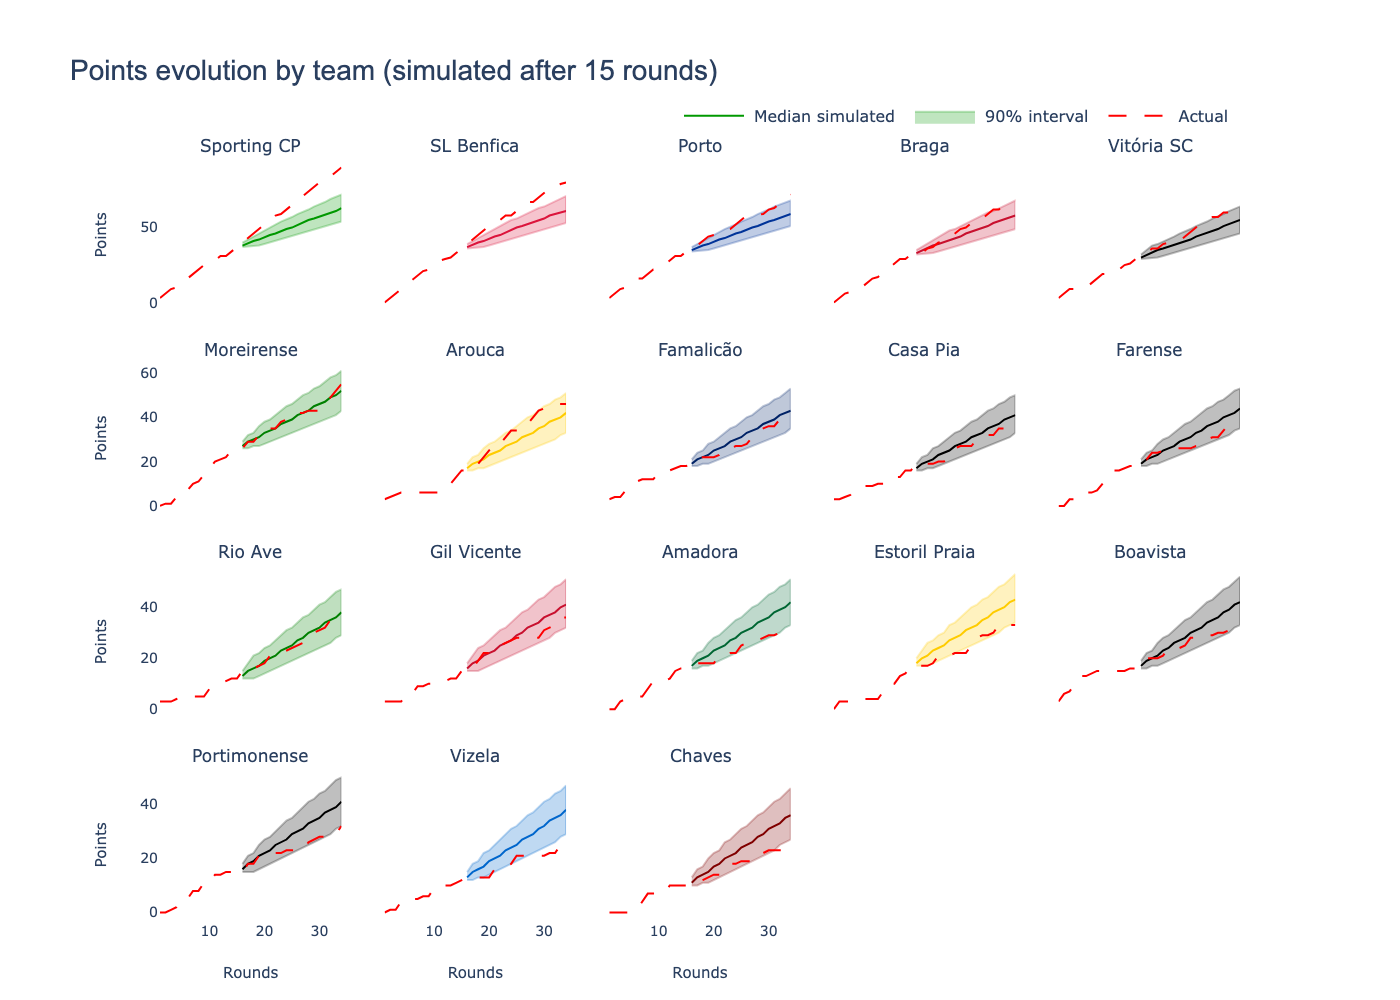 Points evolution by team (simulated after 15 rounds)
Median simulated 90% interval Actual
Sporting CP SL Benfica Porto Braga Vitória SC
Points
50
0
Moreirense Arouca Famalicão Casa Pia Farense
Points
60
40
20
0
Rio Ave Gil Vicente Amadora Estoril Praia Boavista
Points
40
20
0
Portimonense Vizela Chaves
Points
40
20
0
10 20 30 10 20 30 10 20 30
Rounds Rounds Rounds